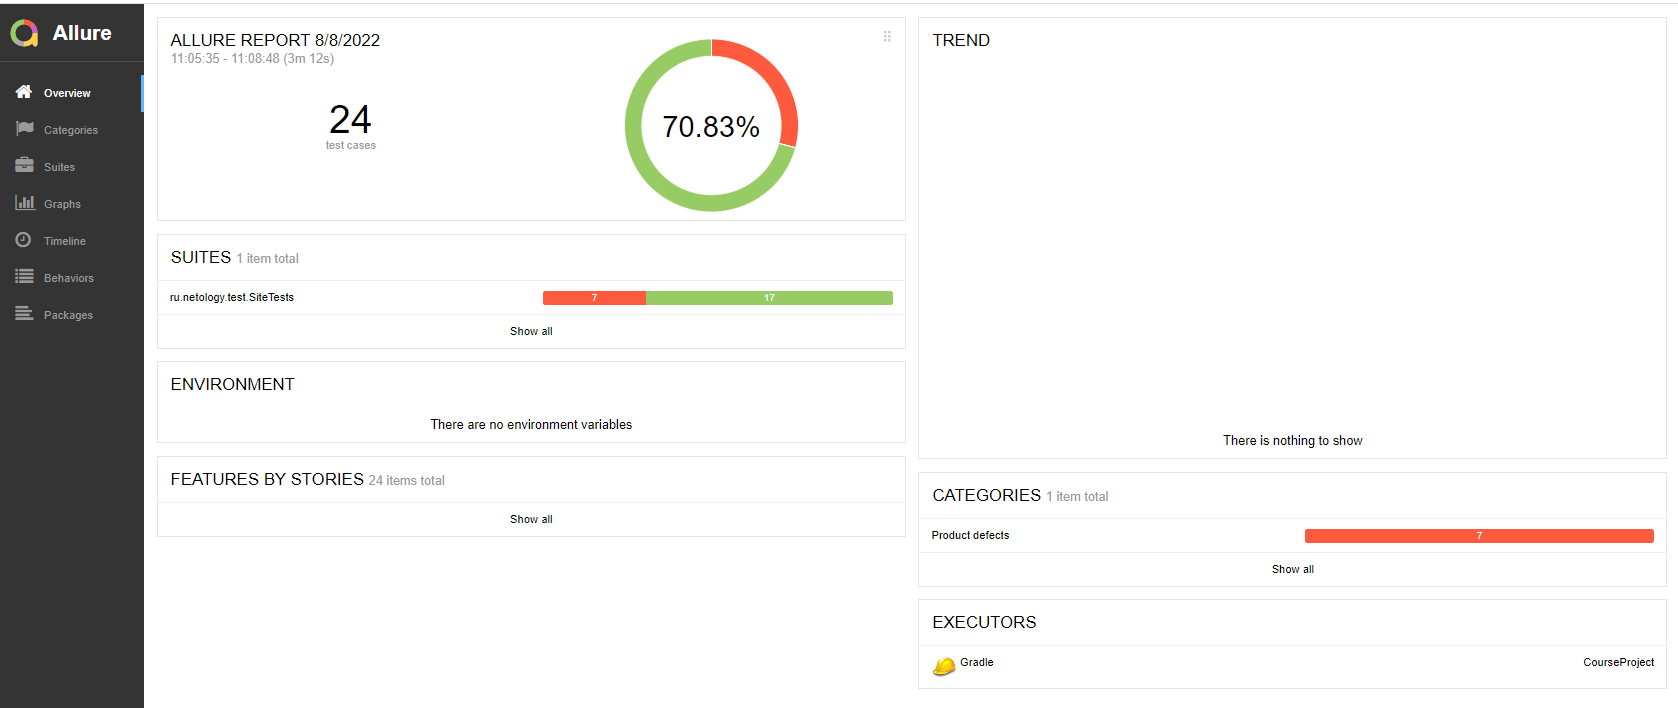 Allure
Overview
Categories
Suites
Graphs
Timeline
Behaviors
Packages
ALLURE REPORT 8/8/2022
11:05:35 - 11:08:48 (3m 12s)
24
test cases
70.83%
SUITES 1 item total
ru.netology.test.SiteTests 7 17
Show all
ENVIRONMENT
There are no environment variables
FEATURES BY STORIES 24 items total
Show all
TREND
There is nothing to show
CATEGORIES 1 item total
Product defects 7
Show all
EXECUTORS
Gradle CourseProject